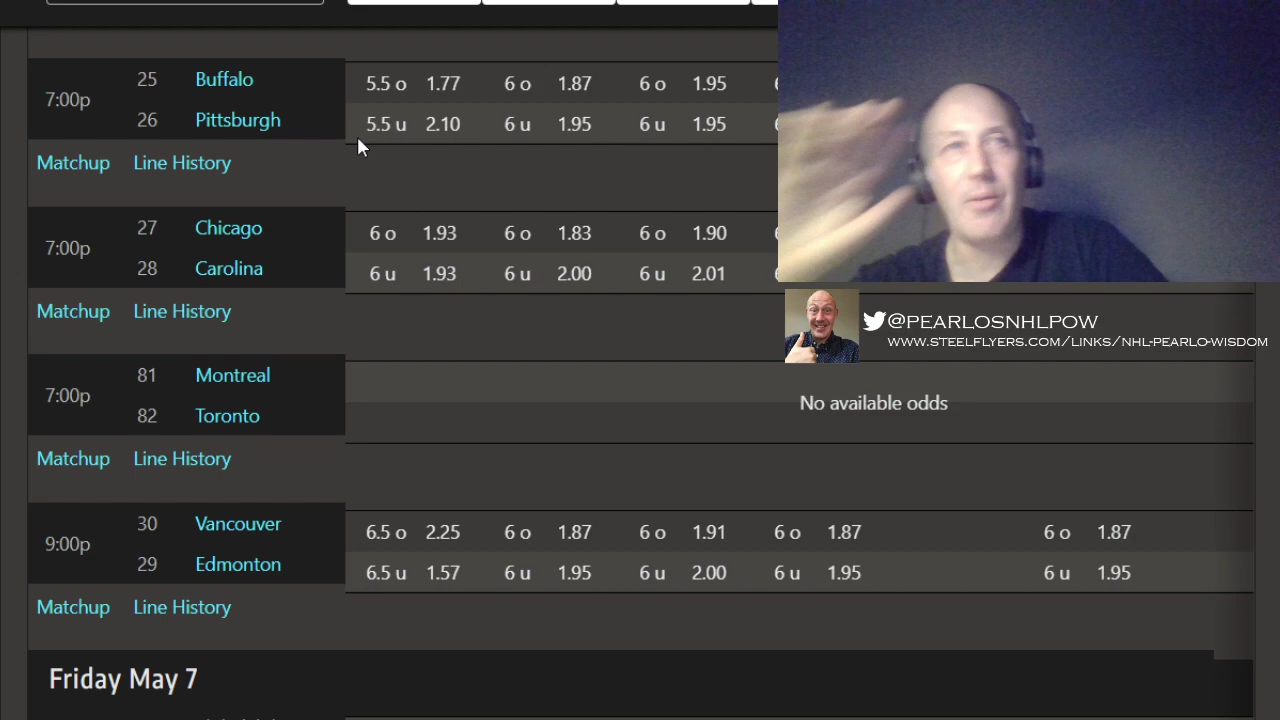 25 Buffalo 5.5 o 1.77 6 o 1.87 6 o 1.95
7:00p
26 Pittsburgh 5.5 u 2.10 6 u 1.95 6 u 1.95
Matchup Line History
27 Chicago 6 o 1.93 6 o 1.83 6 o 1.90
7:00p
28 Carolina 6 u 1.93 6 u 2.00 6 u 2.01
Matchup Line History
@PEARLOSNHLPOW
WWW.STEELFLYERS.COM/LINKS/NHL-PEARLO-WISDOM
81 Montreal
7:00p No available odds
82 Toronto
Matchup Line History
30 Vancouver 6.5 o 2.25 6 o 1.87 6 o 1.91 6 o 1.87 6 o 1.87
9:00p
29 Edmonton 6.5 u 1.57 6 u 1.95 6 u 2.00 6 u 1.95 6 u 1.95
Matchup Line History
Friday May 7